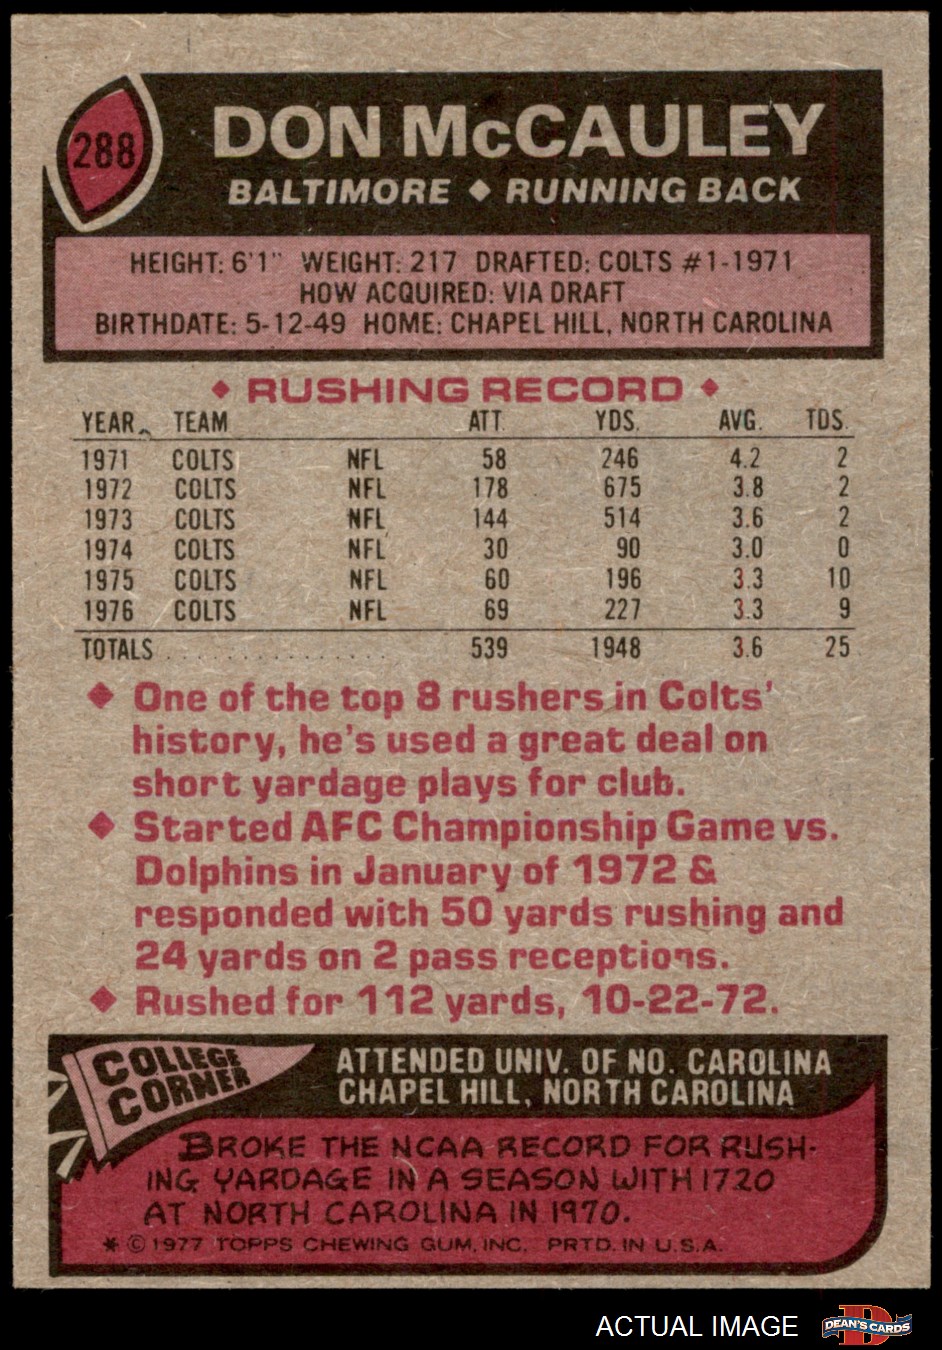 288
DON McCAULEY
BALTIMORE ◆ RUNNING BACK
HEIGHT: 6'1" WEIGHT: 217 DRAFTED: COLTS #1-1971
HOW ACQUIRED: VIA DRAFT
BIRTHDATE: 5-12-49 HOME: CHAPEL HILL, NORTH CAROLINA
◆ RUSHING RECORD ◆
YEAR TEAM ATT. YDS. AVG. TDS.
1971 COLTS NFL 58 246 4.2 2
1972 COLTS NFL 178 675 3.8 2
1973 COLTS NFL 144 514 3.6 2
1974 COLTS NFL 30 90 3.0 0
1975 COLTS NFL 60 196 3.3 10
1976 COLTS NFL 69 227 3.3 9
TOTALS . . . . . . . . . . . . . . . 539 1948 3.6 25
◆ One of the top 8 rushers in Colts'
history, he's used a great deal on
short yardage plays for club.
◆ Started AFC Championship Game vs.
Dolphins in January of 1972 &
responded with 50 yards rushing and
24 yards on 2 pass receptions.
◆ Rushed for 112 yards, 10-22-72.
COLLEGE
CORNER
ATTENDED UNIV. OF NO. CAROLINA
CHAPEL HILL, NORTH CAROLINA
BROKE THE NCAA RECORD FOR RUSH-
ING YARDAGE IN A SEASON WITH 1720
AT NORTH CAROLINA IN 1970.
* © 1977 TOPPS CHEWING GUM, INC. PRTD. IN U.S.A.
ACTUAL IMAGE
D
DEAN'S CARDS